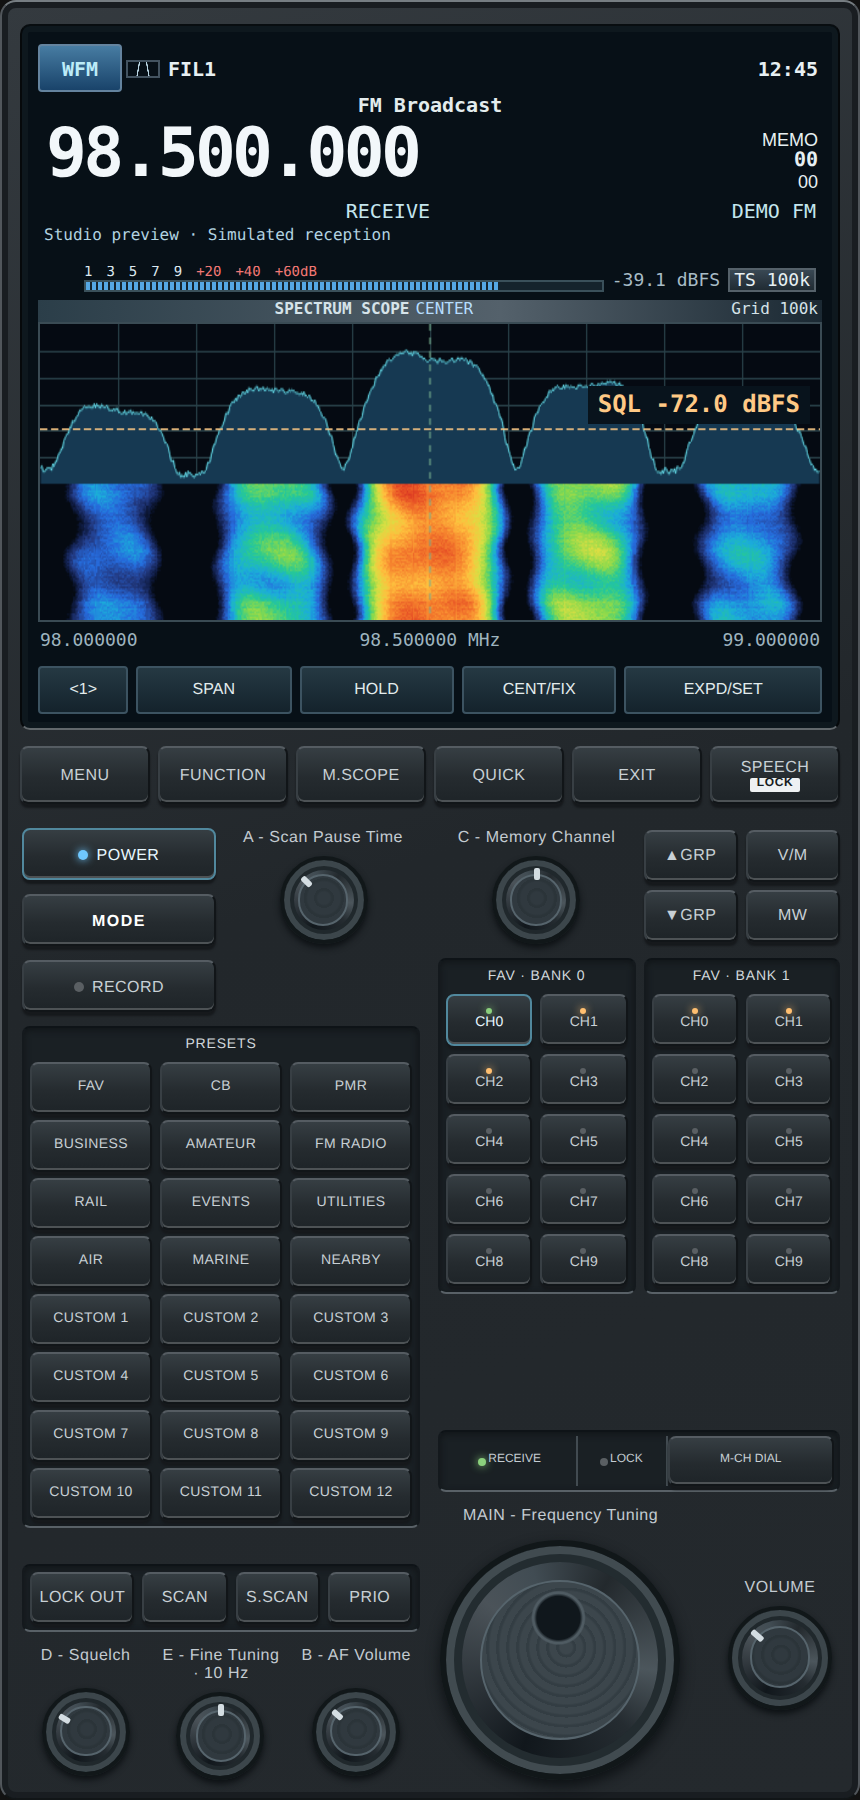 WFM FIL1 12:45
FM Broadcast
98.500.000
MEMO
00
00
RECEIVE DEMO FM
Studio preview · Simulated reception
1 3 5 7 9 +20 +40 +60dB
-39.1 dBFS TS 100k
SPECTRUM SCOPE CENTER Grid 100k
SQL -72.0 dBFS
98.000000 98.500000 MHz 99.000000
<1> SPAN HOLD CENT/FIX EXPD/SET
MENU FUNCTION M.SCOPE QUICK EXIT SPEECH
LOCK
POWER
MODE
RECORD
A - Scan Pause Time
C - Memory Channel
▲GRP V/M
▼GRP MW
FAV · BANK 0
CH0 CH1
CH2 CH3
CH4 CH5
CH6 CH7
CH8 CH9
FAV · BANK 1
CH0 CH1
CH2 CH3
CH4 CH5
CH6 CH7
CH8 CH9
PRESETS
FAV CB PMR
BUSINESS AMATEUR FM RADIO
RAIL EVENTS UTILITIES
AIR MARINE NEARBY
CUSTOM 1 CUSTOM 2 CUSTOM 3
CUSTOM 4 CUSTOM 5 CUSTOM 6
CUSTOM 7 CUSTOM 8 CUSTOM 9
CUSTOM 10 CUSTOM 11 CUSTOM 12
RECEIVE LOCK M-CH DIAL
MAIN - Frequency Tuning
VOLUME
LOCK OUT SCAN S.SCAN PRIO
D - Squelch
E - Fine Tuning
· 10 Hz
B - AF Volume